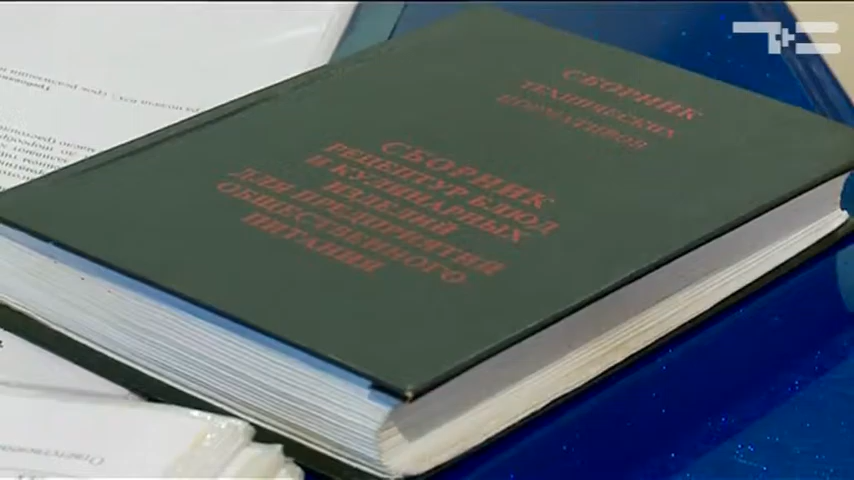 СБОРНИК
ТЕХНИЧЕСКИХ
НОРМАТИВОВ
СБОРНИК
РЕЦЕПТУР БЛЮД
И КУЛИНАРНЫХ
ИЗДЕЛИЙ
ДЛЯ ПРЕДПРИЯТИЙ
ОБЩЕСТВЕННОГО
ПИТАНИЯ